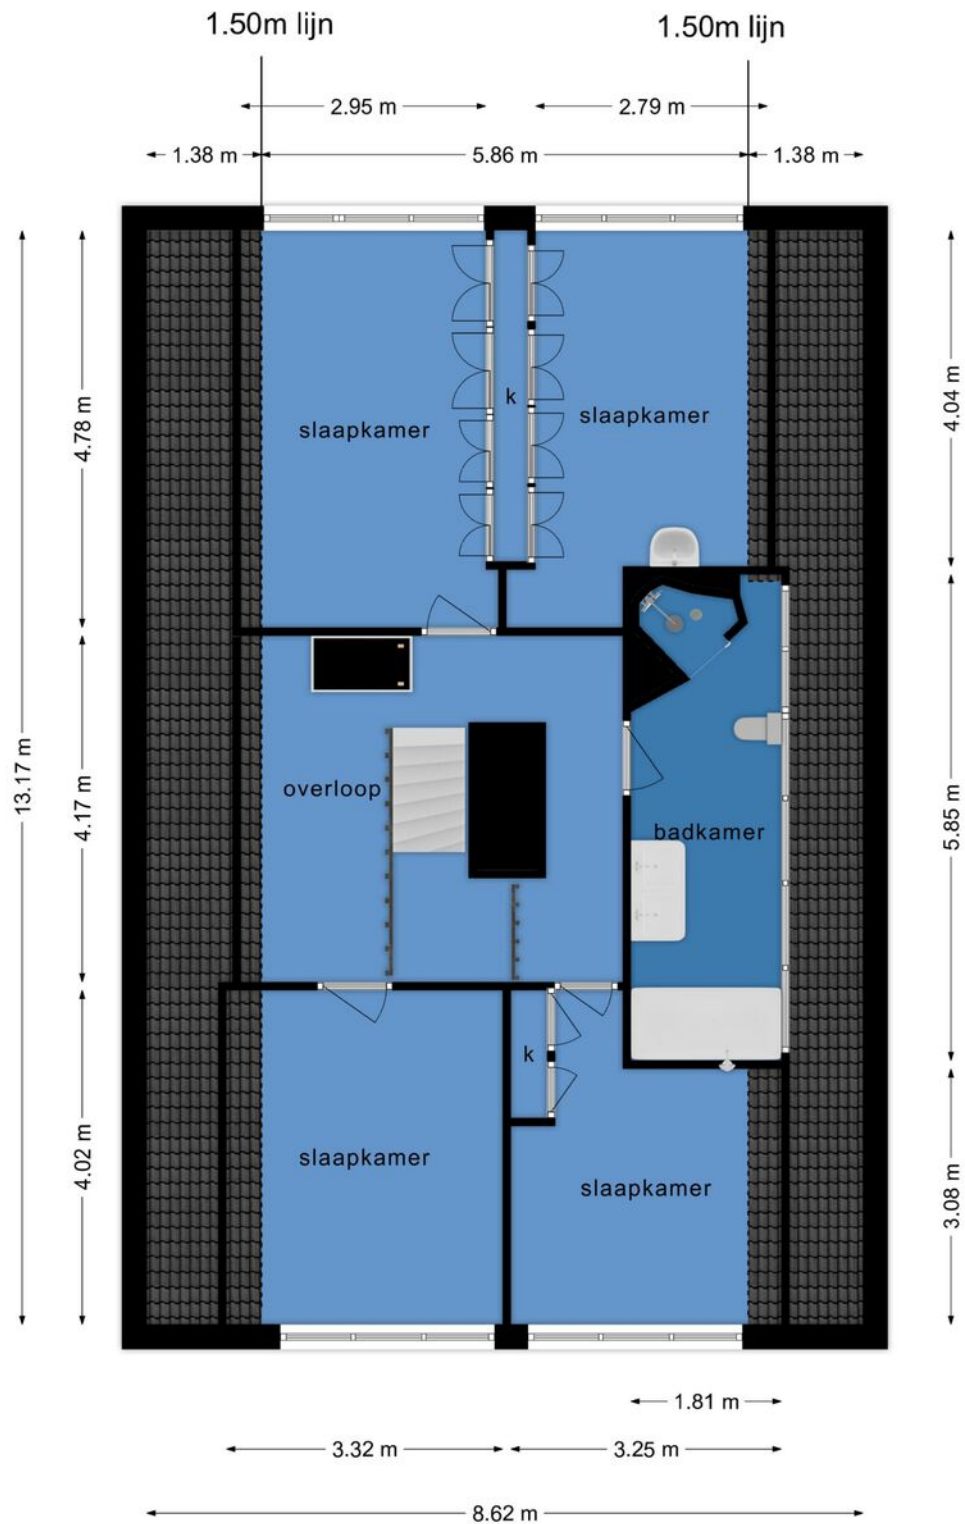 1.50m lijn
1.50m lijn
2.95 m
2.79 m
1.38 m
5.86 m
1.38 m
4.78 m
4.04 m
k
slaapkamer
slaapkamer
13.17 m
4.17 m
overloop
badkamer
5.85 m
k
4.02 m
slaapkamer
slaapkamer
3.08 m
1.81 m
3.32 m
3.25 m
8.62 m